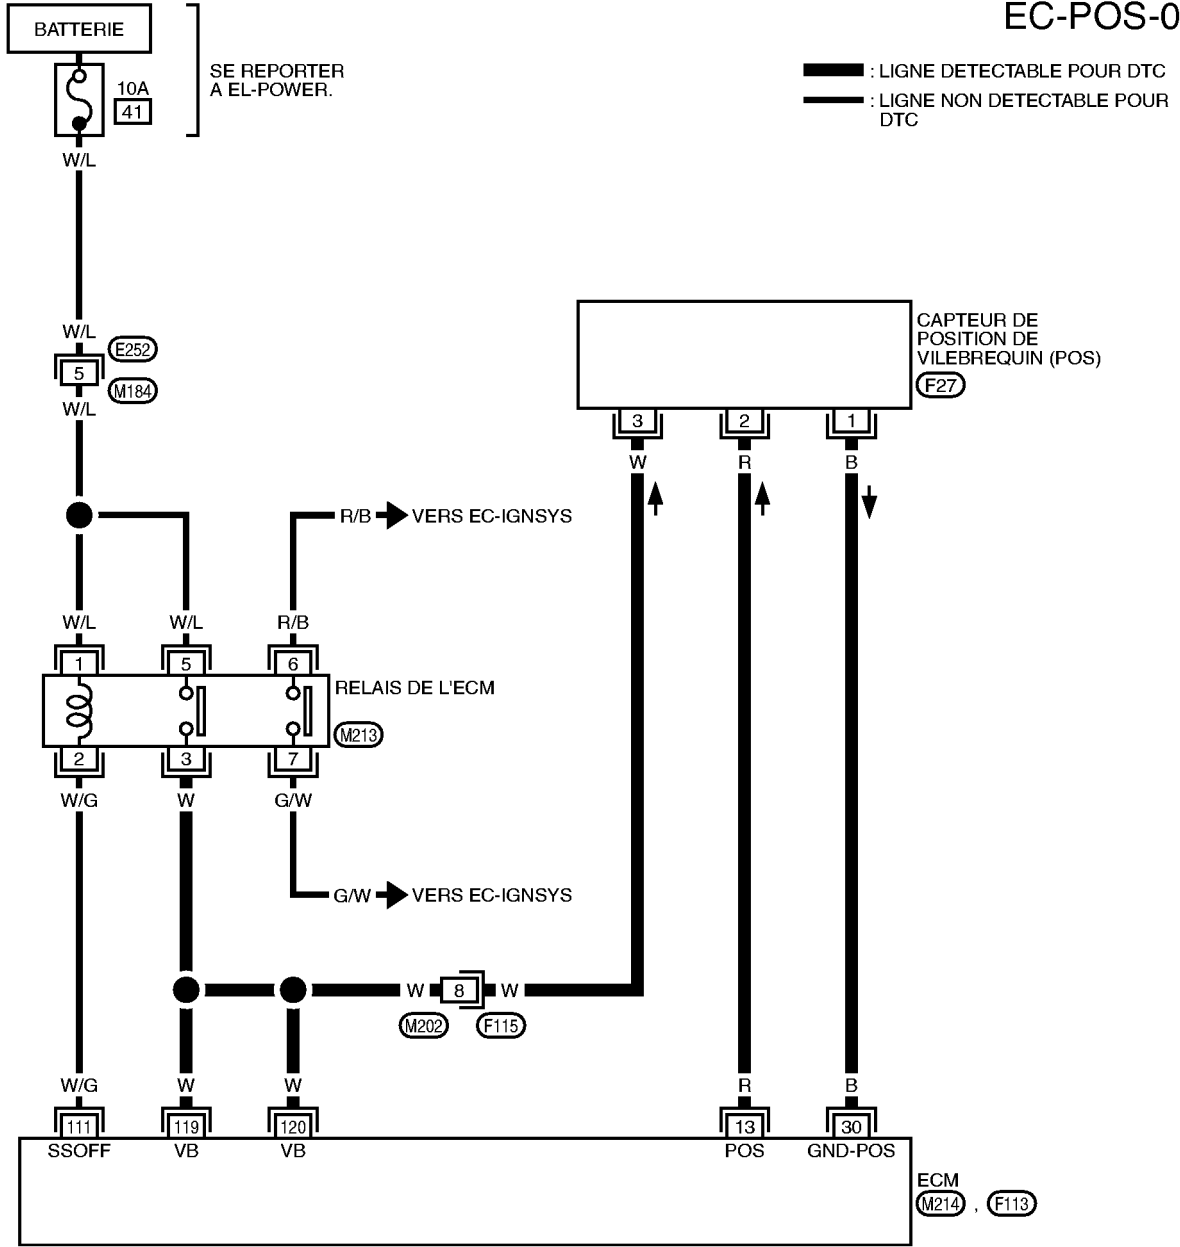 EC-POS-0
BATTERIE
10A
41
SE REPORTER
A EL-POWER.
: LIGNE DETECTABLE POUR DTC
: LIGNE NON DETECTABLE POUR
DTC
W/L
W/L
E252
5
M184
W/L
CAPTEUR DE
POSITION DE
VILEBREQUIN (POS)
F27
3 2 1
W R B
R/B VERS EC-IGNSYS
W/L W/L R/B
1 5 6
RELAIS DE L'ECM
M213
2 3 7
W/G W G/W
G/W VERS EC-IGNSYS
W 8 W
M202 F115
W/G W W R B
111 119 120 13 30
SSOFF VB VB POS GND-POS
ECM
M214 , F113